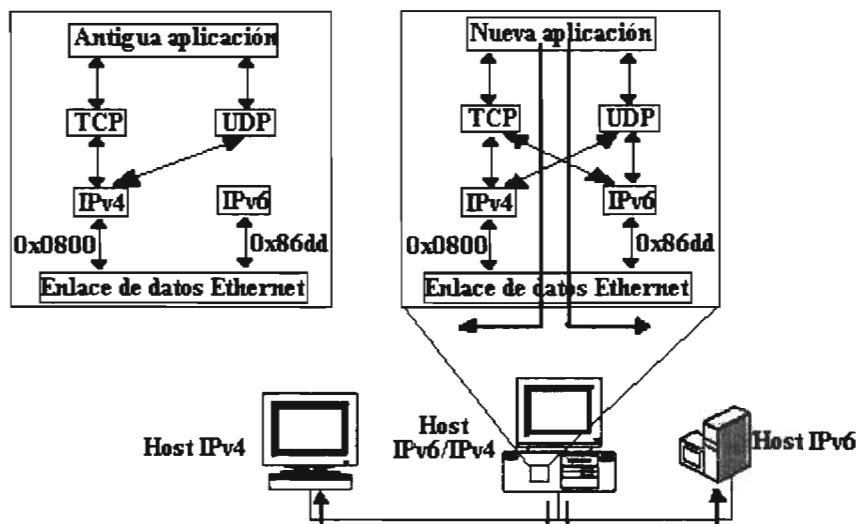 Antigua aplicación
TCP
UDP
IPv4
IPv6
0x0800
0x86dd
Enlace de datos Ethernet
Nueva aplicación
TCP
UDP
IPv4
IPv6
0x0800
0x86dd
Enlace de datos Ethernet
Host IPv4
Host
IPv6/IPv4
Host IPv6